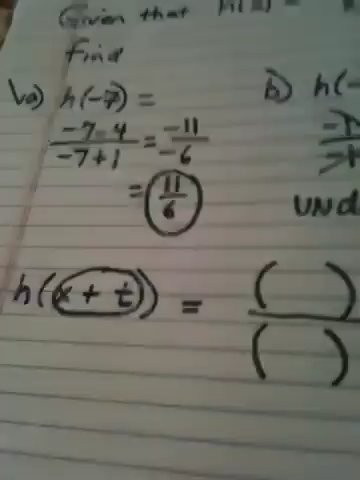 Given that h(x) =
Find
a) h(-7) =
-7-4 / -7+1 = -11 / -6
= 11 / 6
b) h(-
UND
h(x + t) = ( ) / ( )